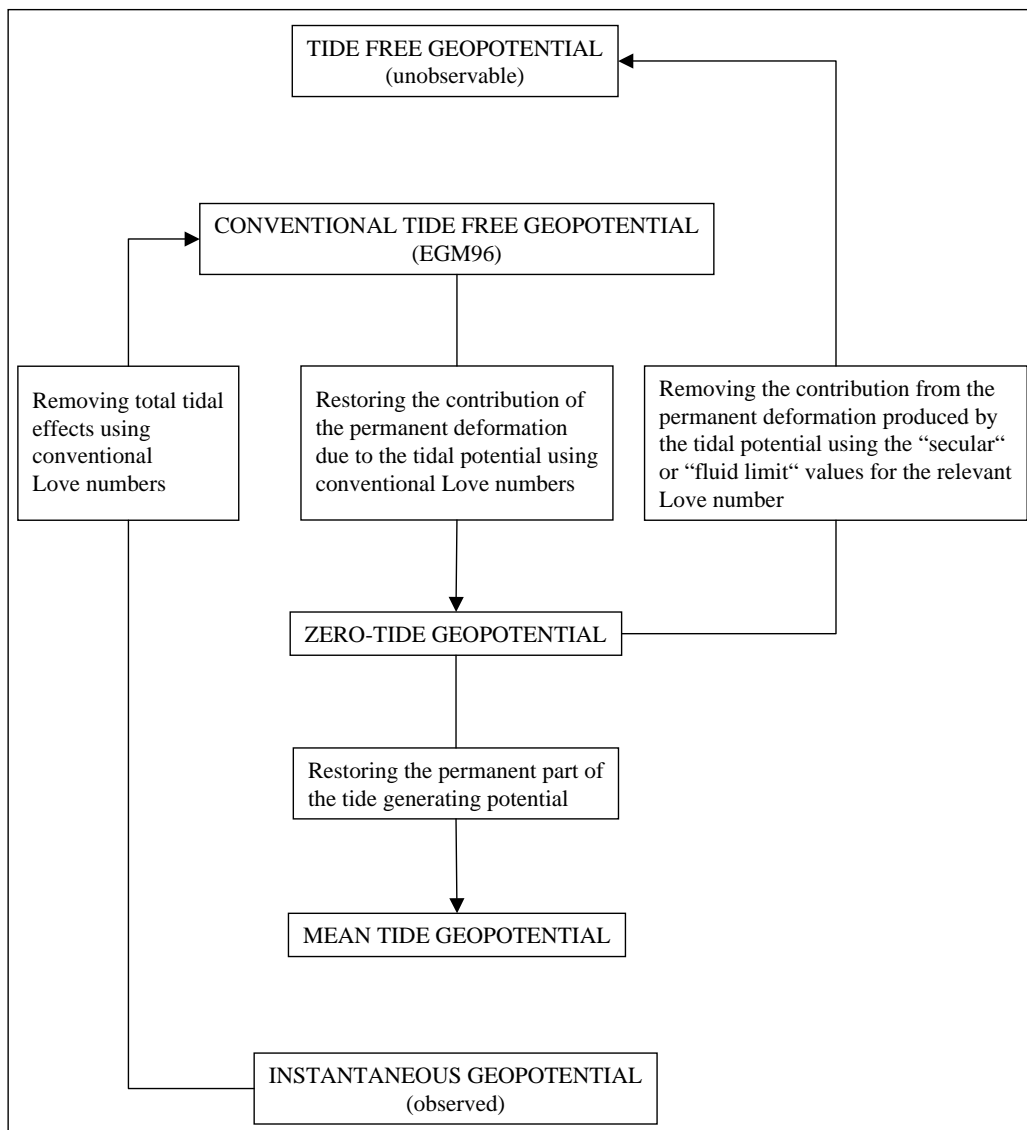 TIDE FREE GEOPOTENTIAL
(unobservable)
CONVENTIONAL TIDE FREE GEOPOTENTIAL
(EGM96)
Removing total tidal
effects using
conventional
Love numbers
Restoring the contribution of
the permanent deformation
due to the tidal potential using
conventional Love numbers
Removing the contribution from the
permanent deformation produced by
the tidal potential using the “secular“
or “fluid limit“ values for the relevant
Love number
ZERO-TIDE GEOPOTENTIAL
Restoring the permanent part of
the tide generating potential
MEAN TIDE GEOPOTENTIAL
INSTANTANEOUS GEOPOTENTIAL
(observed)